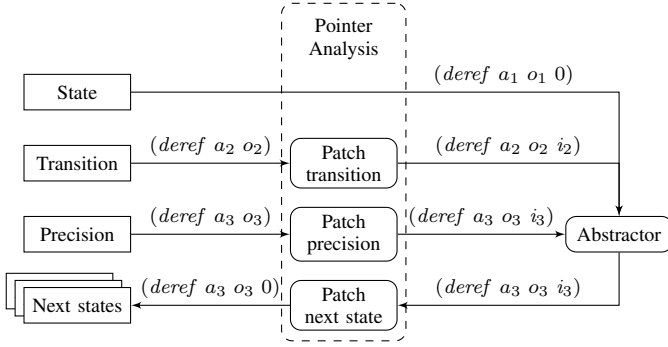 Pointer
Analysis
(deref a₁ o₁ 0)
State
(deref a₂ o₂)
Patch
transition
(deref a₂ o₂ i₂)
Transition
(deref a₃ o₃)
Patch
precision
(deref a₃ o₃ i₃)
Precision
Abstractor
(deref a₃ o₃ 0)
Patch
next state
(deref a₃ o₃ i₃)
Next states